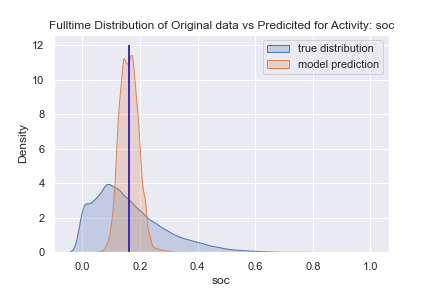 Fulltime Distribution of Original data vs Predicited for Activity: soc
true distribution
model prediction
Density
12
10
8
6
4
2
0
0.0 0.2 0.4 0.6 0.8 1.0
soc